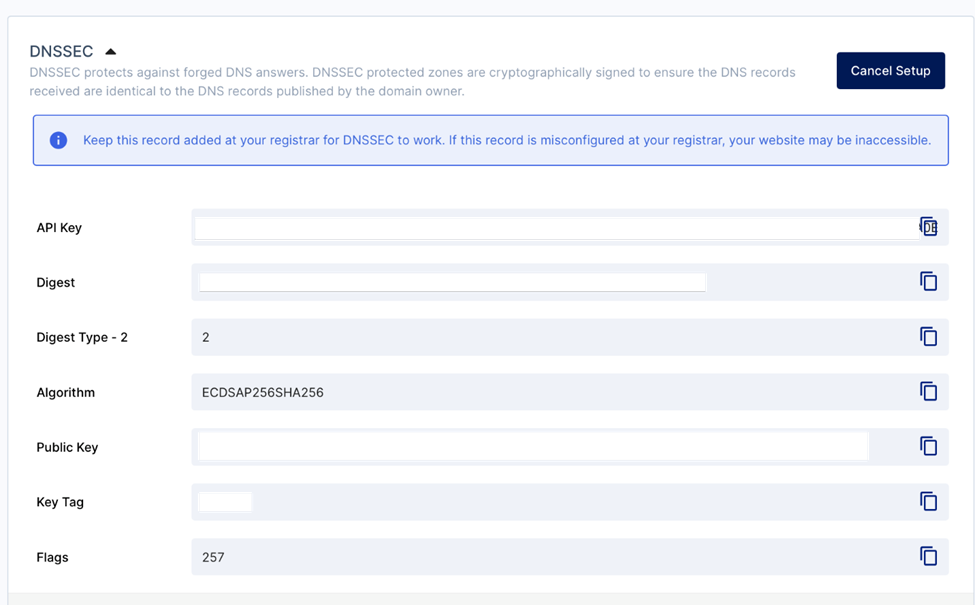 DNSSEC
DNSSEC protects against forged DNS answers. DNSSEC protected zones are cryptographically signed to ensure the DNS records
received are identical to the DNS records published by the domain owner.
Cancel Setup
Keep this record added at your registrar for DNSSEC to work. If this record is misconfigured at your registrar, your website may be inaccessible.
API Key
Digest
Digest Type - 2
2
Algorithm
ECDSAP256SHA256
Public Key
Key Tag
Flags
257